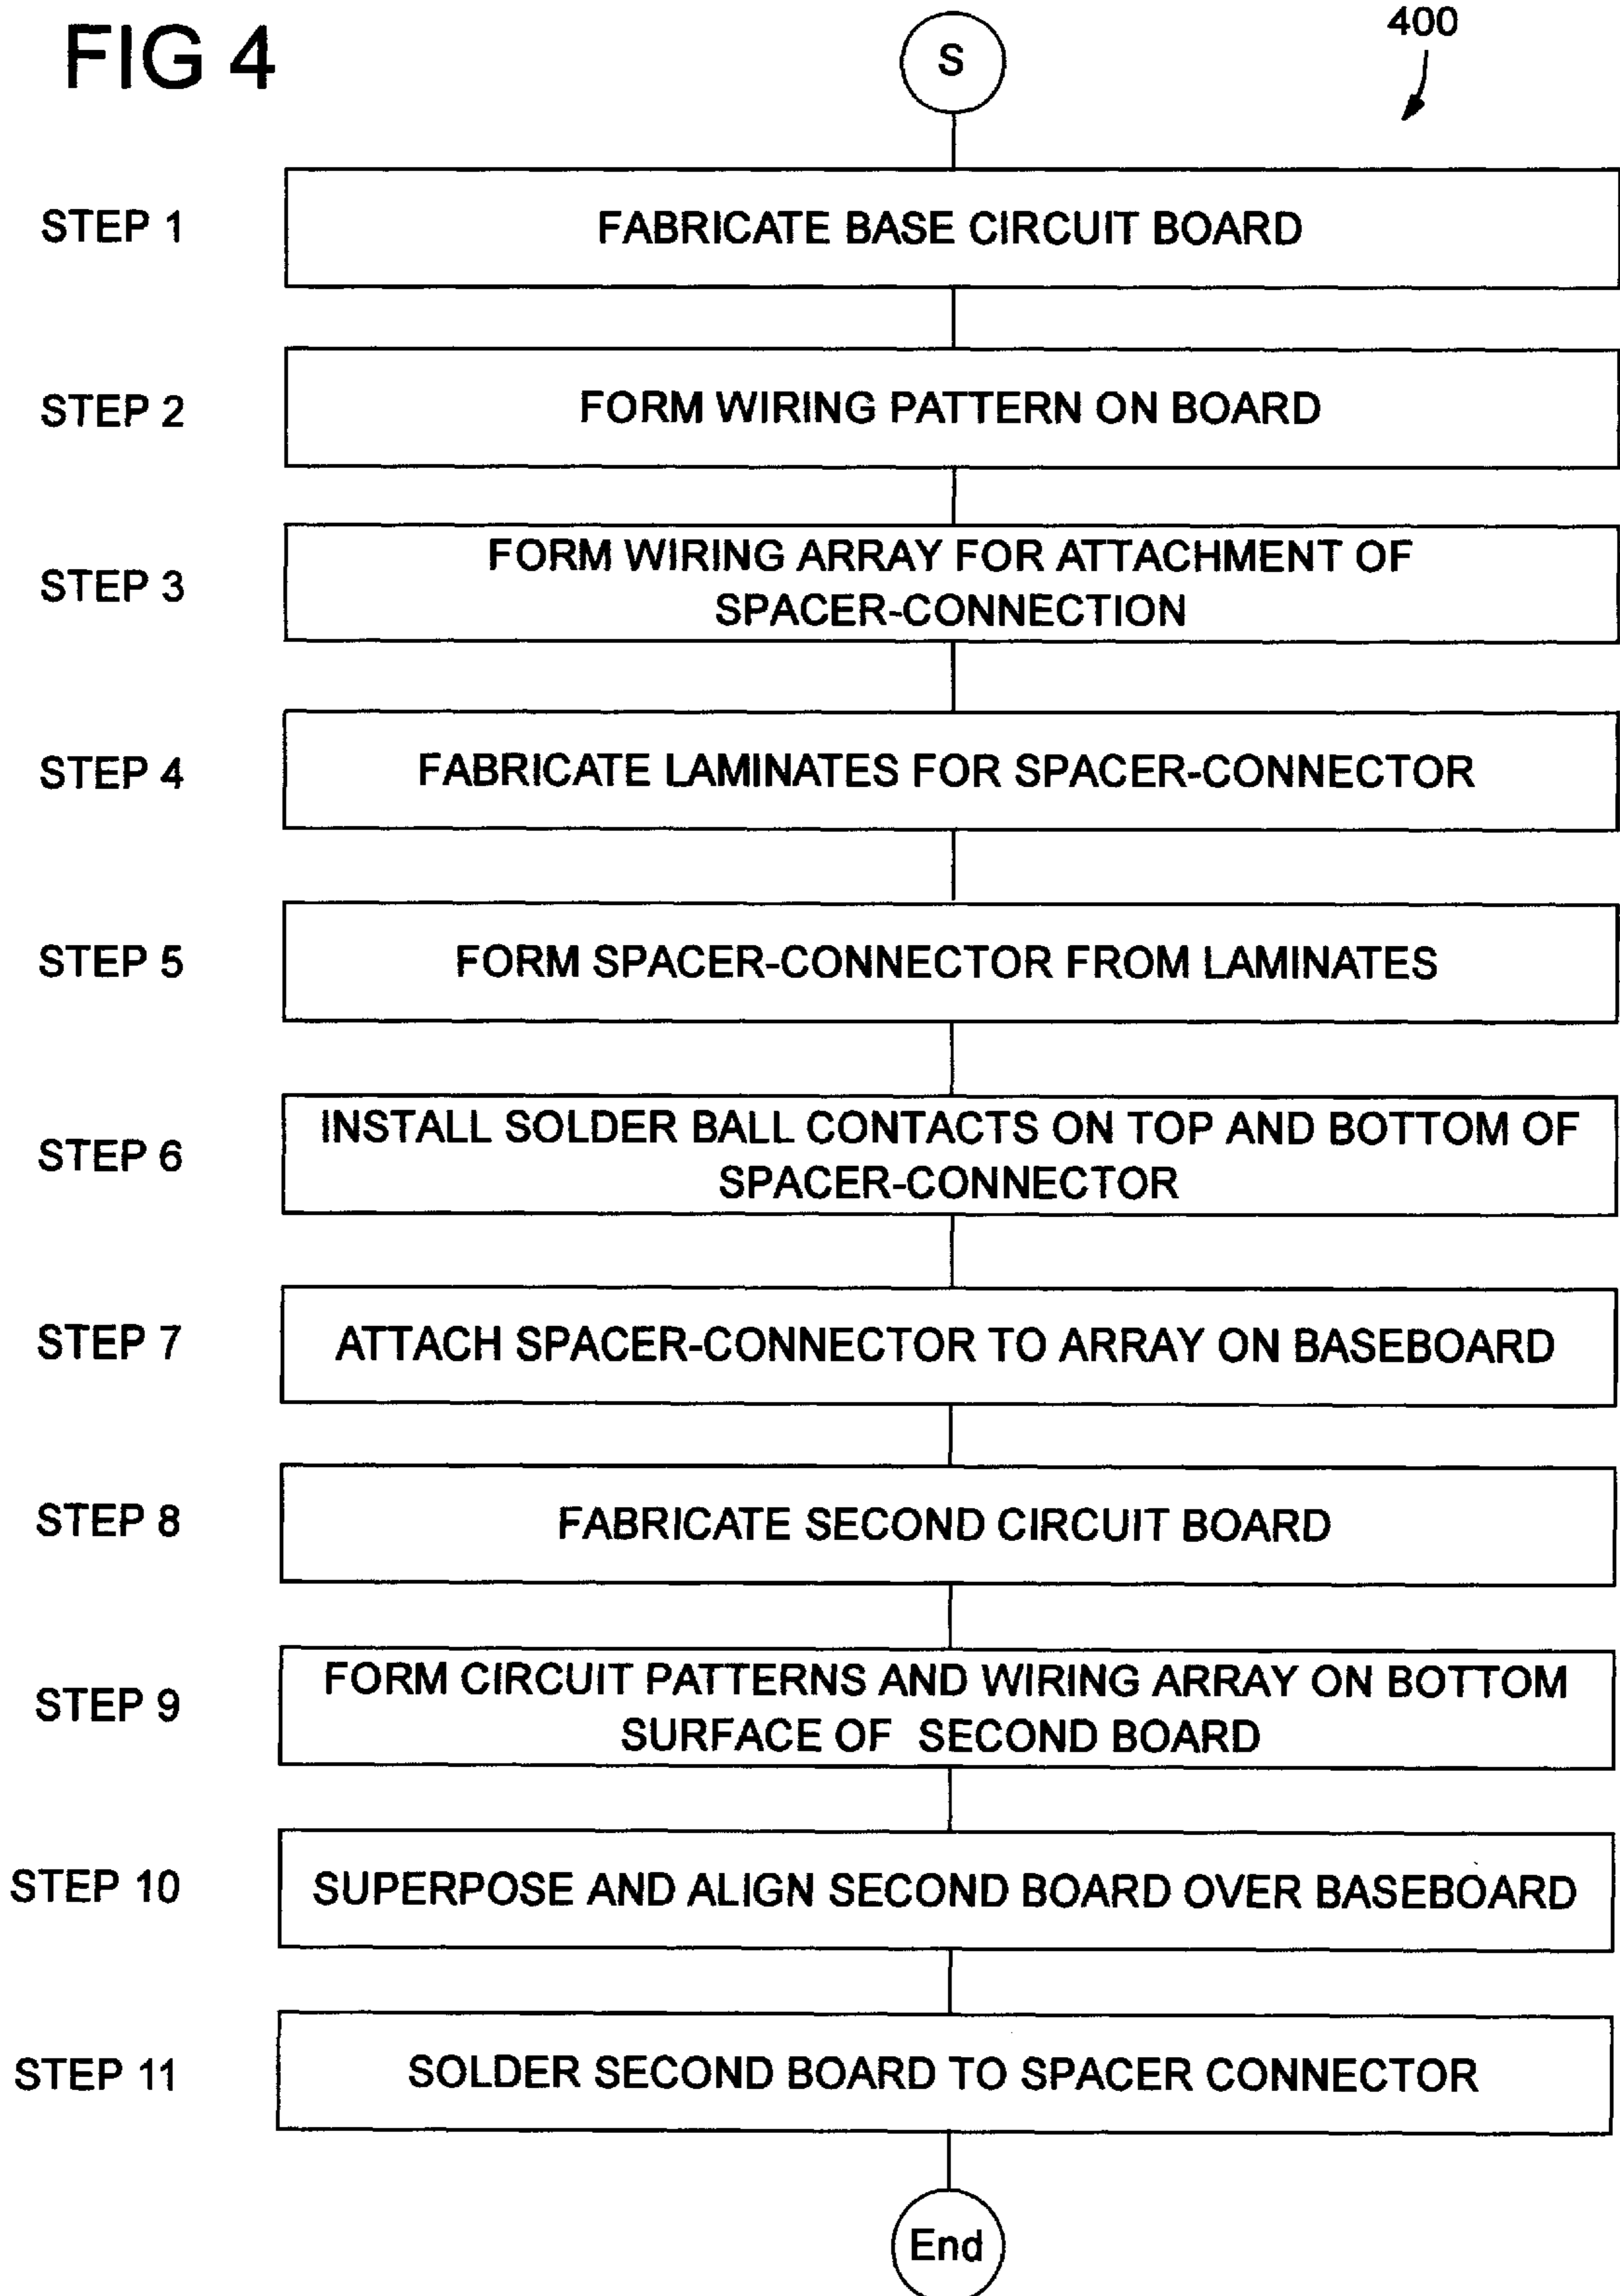 FIG 4
S
400
STEP 1
FABRICATE BASE CIRCUIT BOARD
STEP 2
FORM WIRING PATTERN ON BOARD
STEP 3
FORM WIRING ARRAY FOR ATTACHMENT OF
SPACER-CONNECTION
STEP 4
FABRICATE LAMINATES FOR SPACER-CONNECTOR
STEP 5
FORM SPACER-CONNECTOR FROM LAMINATES
STEP 6
INSTALL SOLDER BALL CONTACTS ON TOP AND BOTTOM OF
SPACER-CONNECTOR
STEP 7
ATTACH SPACER-CONNECTOR TO ARRAY ON BASEBOARD
STEP 8
FABRICATE SECOND CIRCUIT BOARD
STEP 9
FORM CIRCUIT PATTERNS AND WIRING ARRAY ON BOTTOM
SURFACE OF SECOND BOARD
STEP 10
SUPERPOSE AND ALIGN SECOND BOARD OVER BASEBOARD
STEP 11
SOLDER SECOND BOARD TO SPACER CONNECTOR
End